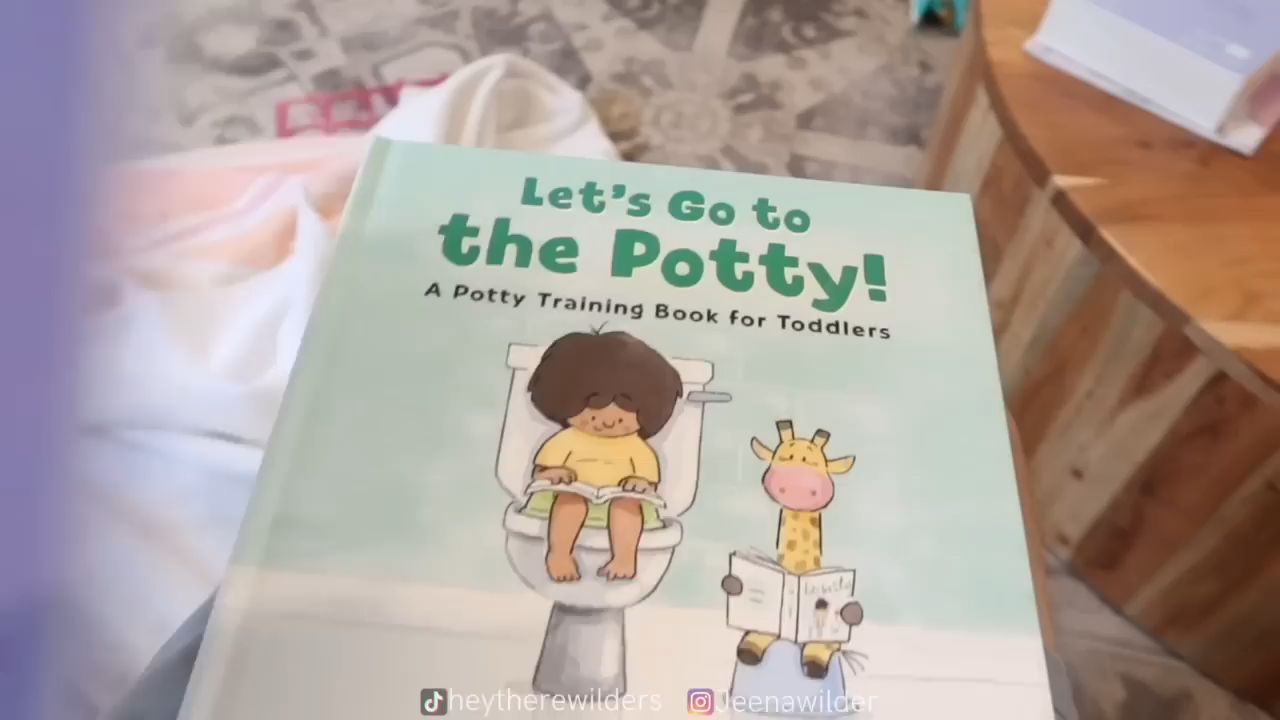 Let's Go to
the Potty!
A Potty Training Book for Toddlers
heytherewilders Jeenawilder